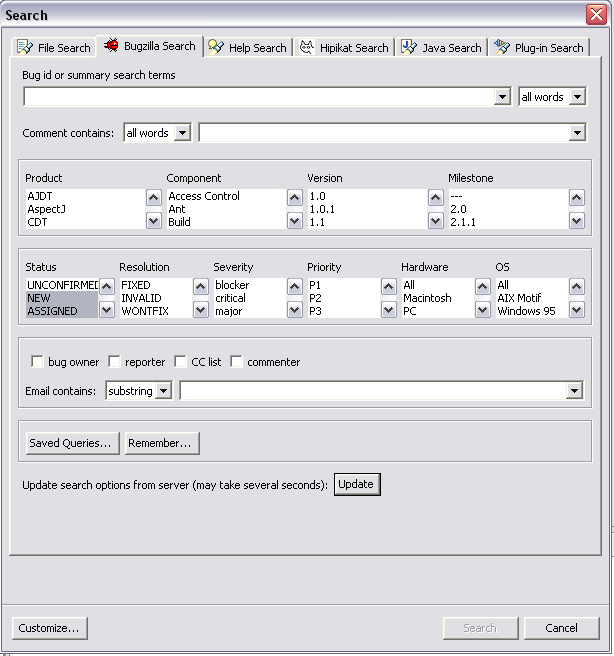 Search
File Search Bugzilla Search Help Search Hipikat Search Java Search Plug-in Search
Bug id or summary search terms
all words
Comment contains: all words
Product Component Version Milestone
AJDT Access Control 1.0 ---
AspectJ Ant 1.0.1 2.0
CDT Build 1.1 2.1.1
Status Resolution Severity Priority Hardware OS
UNCONFIRMED FIXED blocker P1 All All
NEW INVALID critical P2 Macintosh AIX Motif
ASSIGNED WONTFIX major P3 PC Windows 95
bug owner reporter CC list commenter
Email contains: substring
Saved Queries... Remember...
Update search options from server (may take several seconds): Update
Customize... Search Cancel